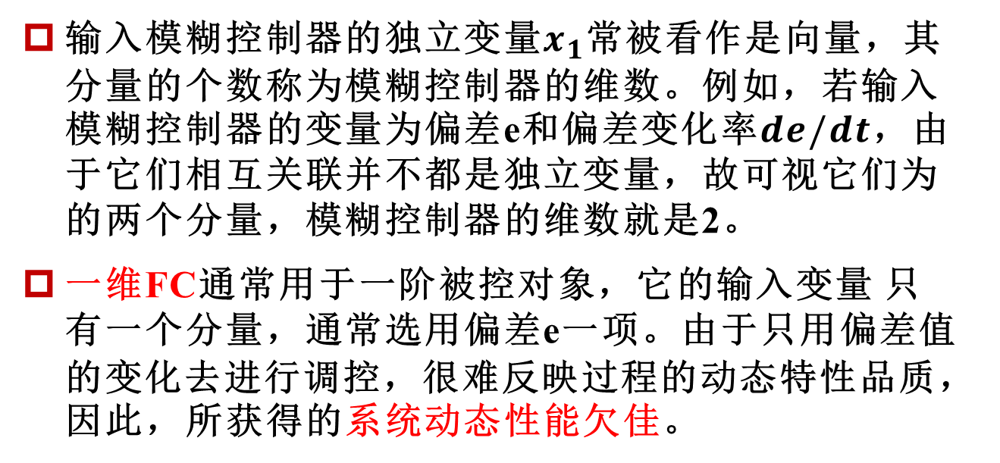 输入模糊控制器的独立变量x₁常被看作是向量，其
分量的个数称为模糊控制器的维数。例如，若输入
模糊控制器的变量为偏差e和偏差变化率de/dt，由
于它们相互关联并不都是独立变量，故可视它们为
的两个分量，模糊控制器的维数就是2。
一维FC通常用于一阶被控对象，它的输入变量 只
有一个分量，通常选用偏差e一项。由于只用偏差值
的变化去进行调控，很难反映过程的动态特性品质，
因此，所获得的系统动态性能欠佳。